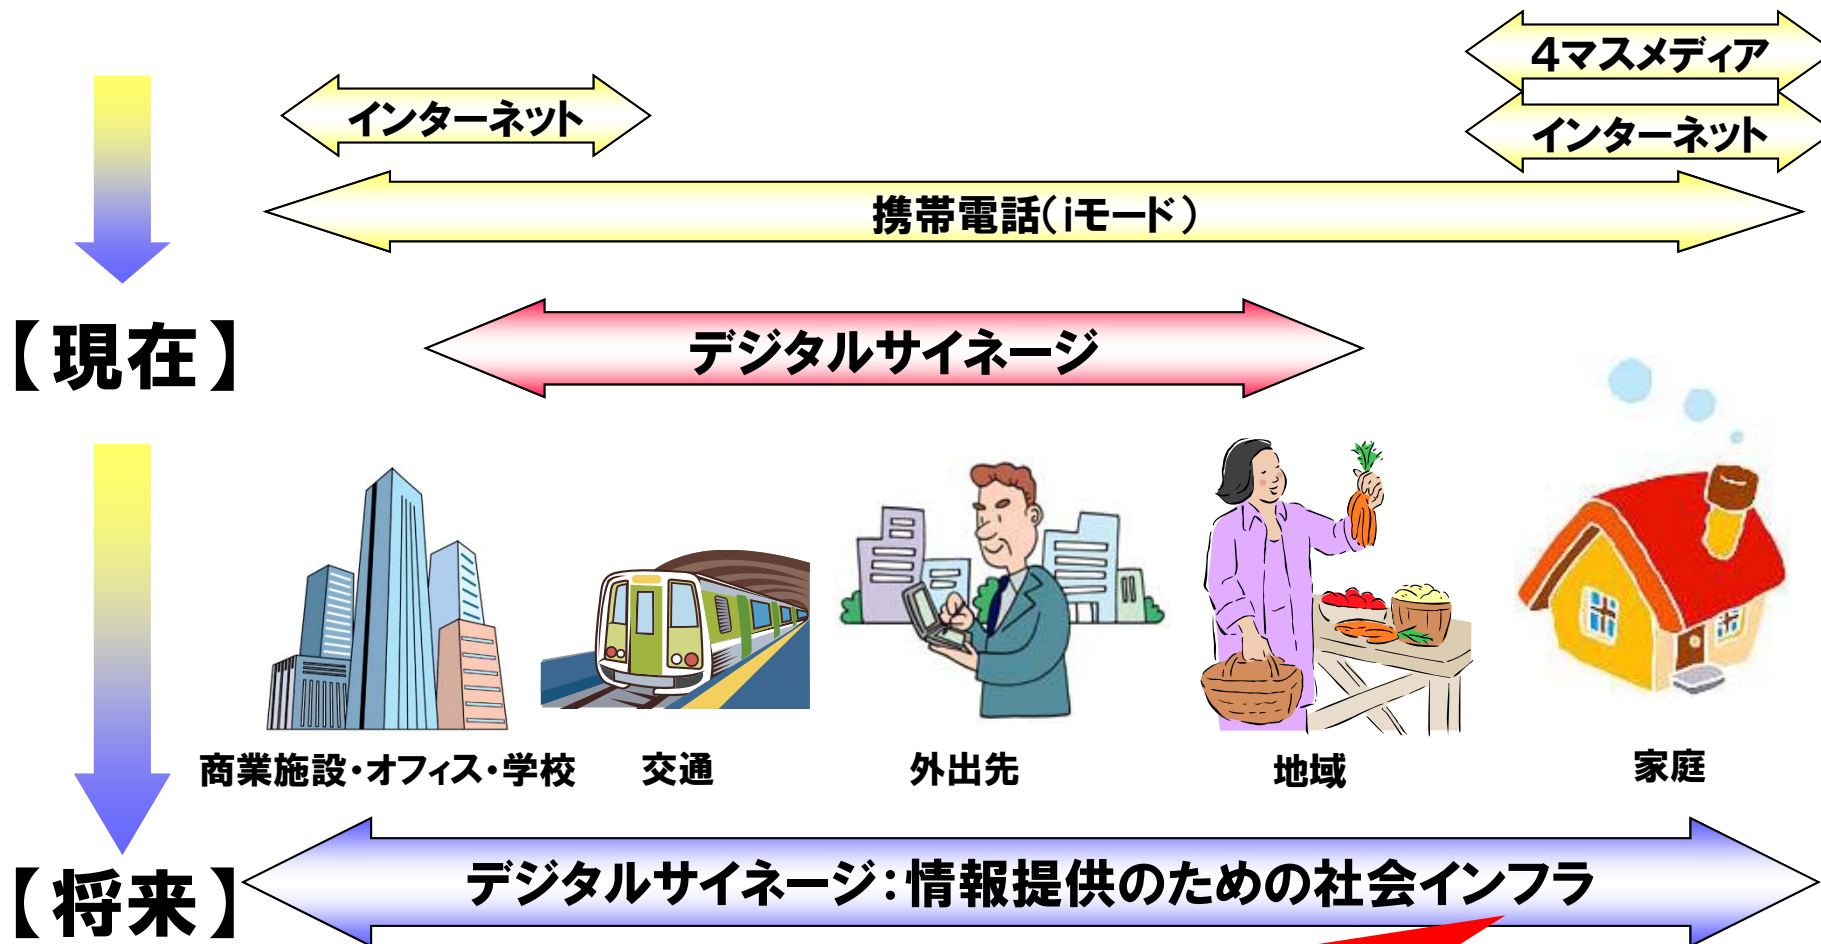 4マスメディア
インターネット
インターネット
携帯電話(iモード)
【現在】
デジタルサイネージ
商業施設・オフィス・学校
交通
外出先
地域
家庭
【将来】
デジタルサイネージ:情報提供のための社会インフラ